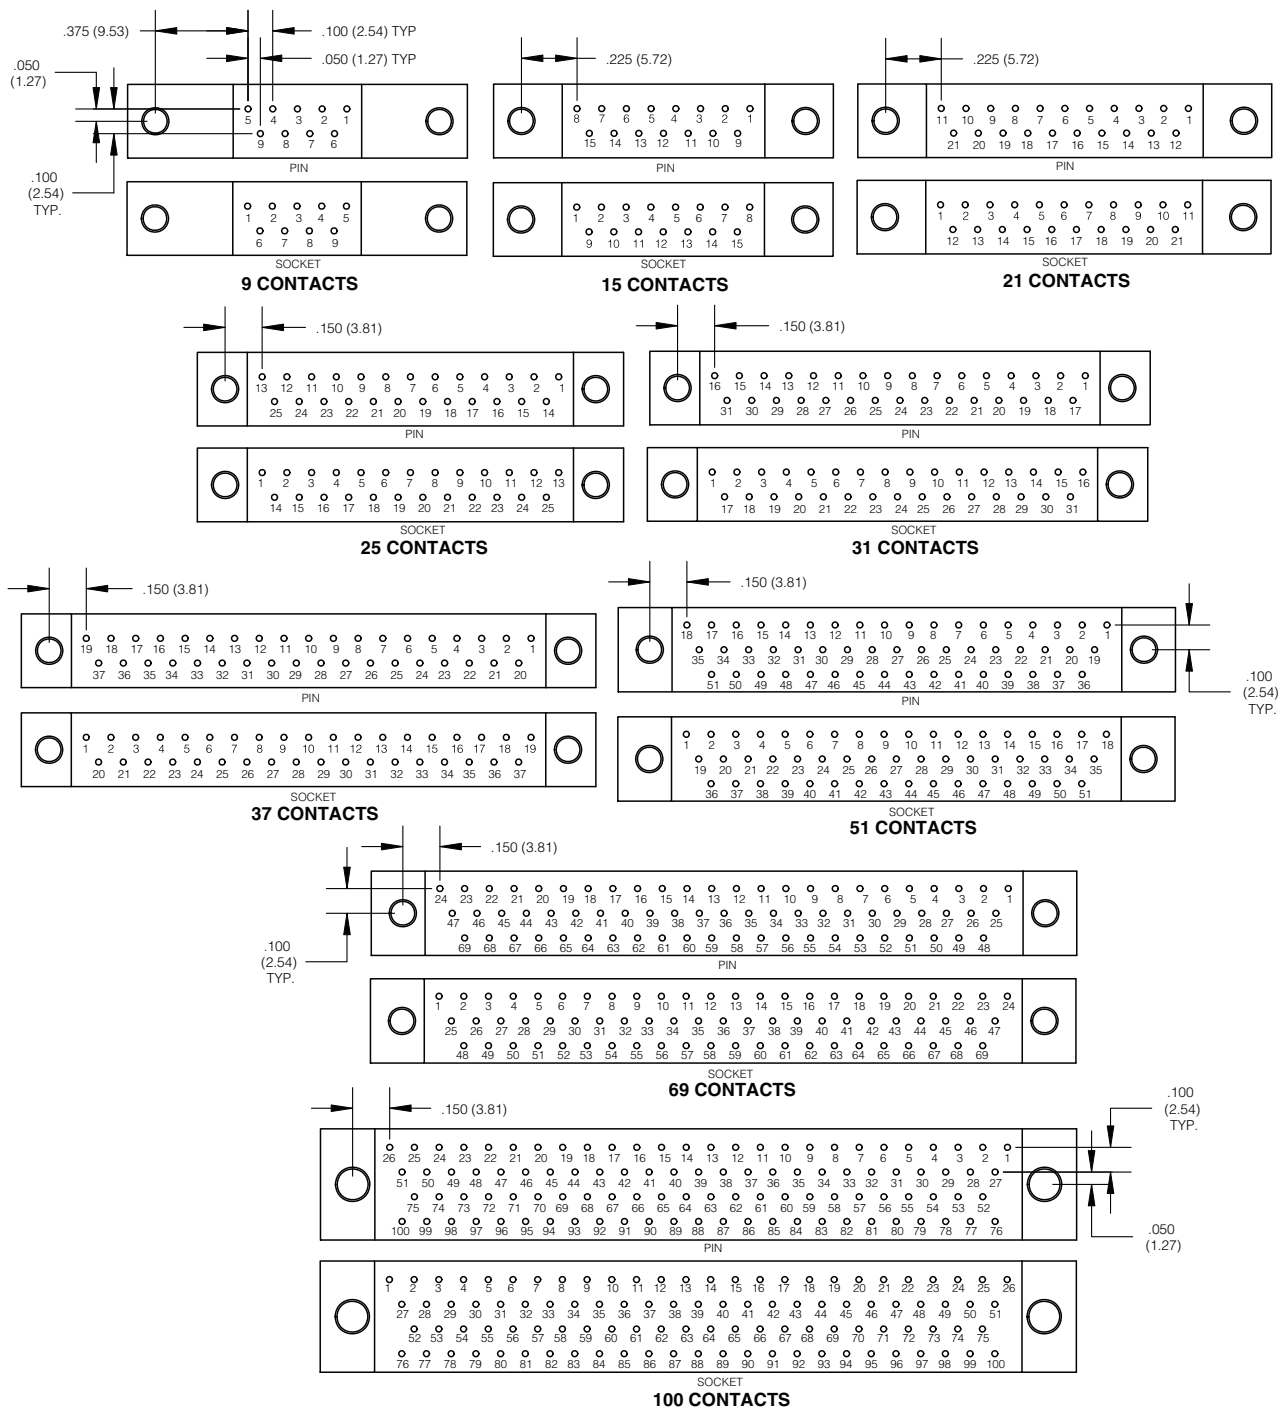 .375 (9.53)
.100 (2.54) TYP
.050 (1.27) TYP
.050
(1.27)
.100
(2.54)
TYP.
5 4 3 2 1
9 8 7 6
PIN
1 2 3 4 5
6 7 8 9
SOCKET
9 CONTACTS
.225 (5.72)
8 7 6 5 4 3 2 1
15 14 13 12 11 10 9
PIN
1 2 3 4 5 6 7 8
9 10 11 12 13 14 15
SOCKET
15 CONTACTS
.225 (5.72)
11 10 9 8 7 6 5 4 3 2 1
21 20 19 18 17 16 15 14 13 12
PIN
1 2 3 4 5 6 7 8 9 10 11
12 13 14 15 16 17 18 19 20 21
SOCKET
21 CONTACTS
.150 (3.81)
13 12 11 10 9 8 7 6 5 4 3 2 1
25 24 23 22 21 20 19 18 17 16 15 14
PIN
1 2 3 4 5 6 7 8 9 10 11 12 13
14 15 16 17 18 19 20 21 22 23 24 25
SOCKET
25 CONTACTS
.150 (3.81)
16 15 14 13 12 11 10 9 8 7 6 5 4 3 2 1
31 30 29 28 27 26 25 24 23 22 21 20 19 18 17
PIN
1 2 3 4 5 6 7 8 9 10 11 12 13 14 15 16
17 18 19 20 21 22 23 24 25 26 27 28 29 30 31
SOCKET
31 CONTACTS
.150 (3.81)
19 18 17 16 15 14 13 12 11 10 9 8 7 6 5 4 3 2 1
37 36 35 34 33 32 31 30 29 28 27 26 25 24 23 22 21 20
PIN
1 2 3 4 5 6 7 8 9 10 11 12 13 14 15 16 17 18 19
20 21 22 23 24 25 26 27 28 29 30 31 32 33 34 35 36 37
SOCKET
37 CONTACTS
.150 (3.81)
18 17 16 15 14 13 12 11 10 9 8 7 6 5 4 3 2 1
35 34 33 32 31 30 29 28 27 26 25 24 23 22 21 20 19
51 50 49 48 47 46 45 44 43 42 41 40 39 38 37 36
PIN
.100
(2.54)
TYP.
1 2 3 4 5 6 7 8 9 10 11 12 13 14 15 16 17 18
19 20 21 22 23 24 25 26 27 28 29 30 31 32 33 34 35
36 37 38 39 40 41 42 43 44 45 46 47 48 49 50 51
SOCKET
51 CONTACTS
.150 (3.81)
.100
(2.54)
TYP.
24 23 22 21 20 19 18 17 16 15 14 13 12 11 10 9 8 7 6 5 4 3 2 1
47 46 45 44 43 42 41 40 39 38 37 36 35 34 33 32 31 30 29 28 27 26 25
69 68 67 66 65 64 63 62 61 60 59 58 57 56 55 54 53 52 51 50 49 48
PIN
1 2 3 4 5 6 7 8 9 10 11 12 13 14 15 16 17 18 19 20 21 22 23 24
25 26 27 28 29 30 31 32 33 34 35 36 37 38 39 40 41 42 43 44 45 46 47
48 49 50 51 52 53 54 55 56 57 58 59 60 61 62 63 64 65 66 67 68 69
SOCKET
69 CONTACTS
.150 (3.81)
.100
(2.54)
TYP.
26 25 24 23 22 21 20 19 18 17 16 15 14 13 12 11 10 9 8 7 6 5 4 3 2 1
51 50 49 48 47 46 45 44 43 42 41 40 39 38 37 36 35 34 33 32 31 30 29 28 27
75 74 73 72 71 70 69 68 67 66 65 64 63 62 61 60 59 58 57 56 55 54 53 52
100 99 98 97 96 95 94 93 92 91 90 89 88 87 86 85 84 83 82 81 80 79 78 77 76
PIN
.050
(1.27)
1 2 3 4 5 6 7 8 9 10 11 12 13 14 15 16 17 18 19 20 21 22 23 24 25 26
27 28 29 30 31 32 33 34 35 36 37 38 39 40 41 42 43 44 45 46 47 48 49 50 51
52 53 54 55 56 57 58 59 60 61 62 63 64 65 66 67 68 69 70 71 72 73 74 75
76 77 78 79 80 81 82 83 84 85 86 87 88 89 90 91 92 93 94 95 96 97 98 99 100
SOCKET
100 CONTACTS